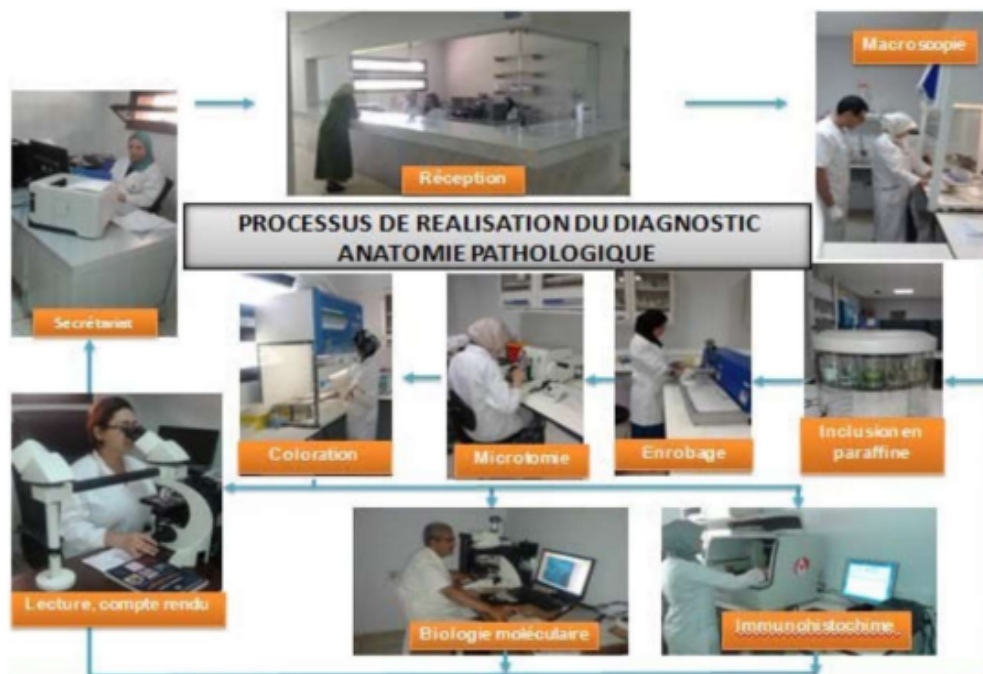 Macroscopie
Réception
PROCESSUS DE REALISATION DU DIAGNOSTIC
ANATOMIE PATHOLOGIQUE
Secrétariat
Coloration
Microtomie
Enrobage
Inclusion en
paraffine
Lecture, compte rendu
Biologie moléculaire
Immunohistochime